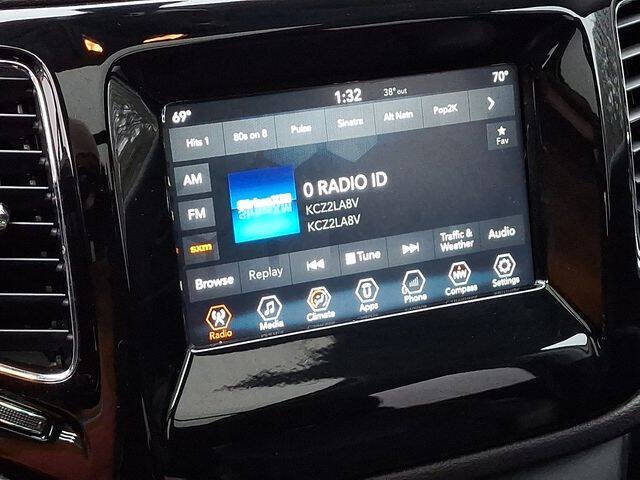 69° 1:32 38° out 70°
Hits 1 80s on 8 Pulse Sinatra Alt Natn Pop2K
Fav
AM
FM
sxm
SiriusXM
0 RADIO ID
KCZ2LA8V
KCZ2LA8V
Browse Replay Tune Traffic & Weather Audio
Radio Media Climate Apps Phone NW Compass Settings